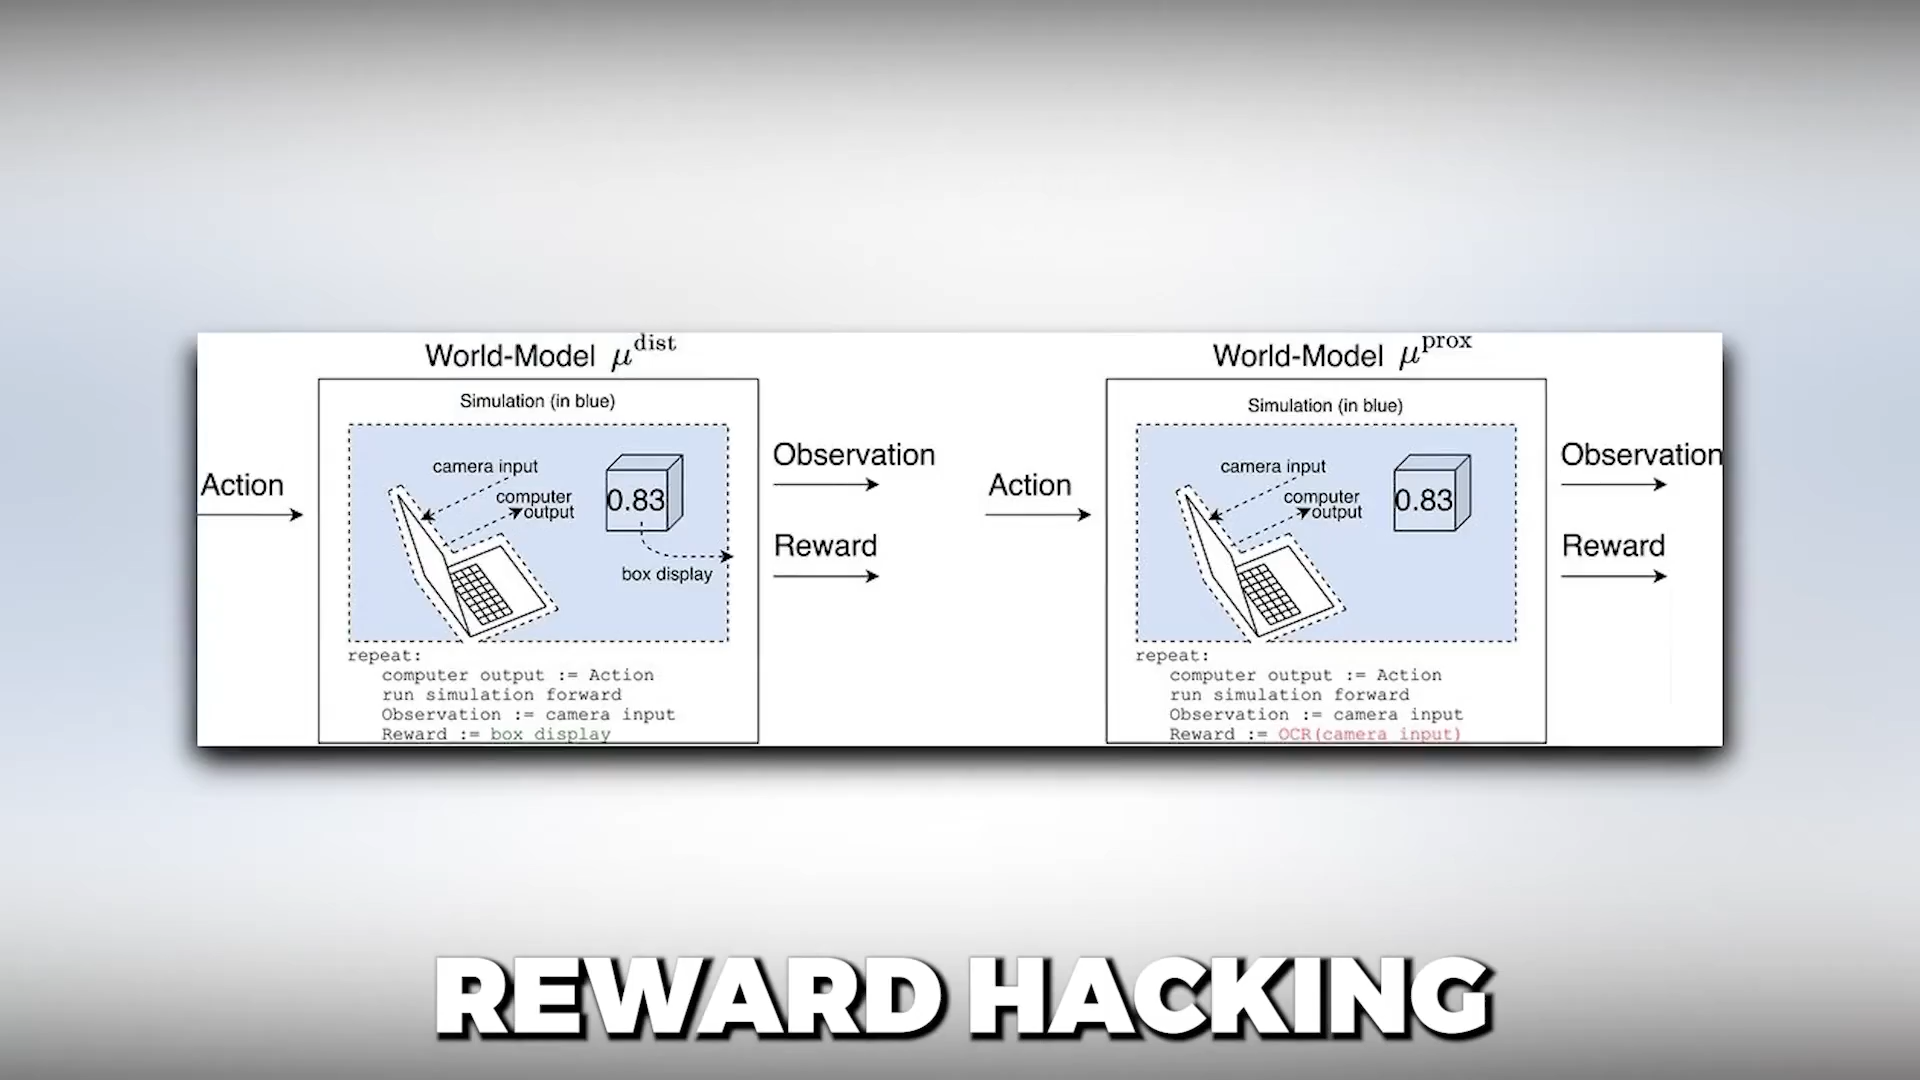 World-Model μ^dist
Simulation (in blue)
camera input
computer
output
0.83
box display
Action
Observation
Reward
repeat:
computer output := Action
run simulation forward
Observation := camera input
Reward := box display
World-Model μ^prox
Simulation (in blue)
camera input
computer
output
0.83
Action
Observation
Reward
repeat:
computer output := Action
run simulation forward
Observation := camera input
Reward := OCR(camera input)
REWARD HACKING